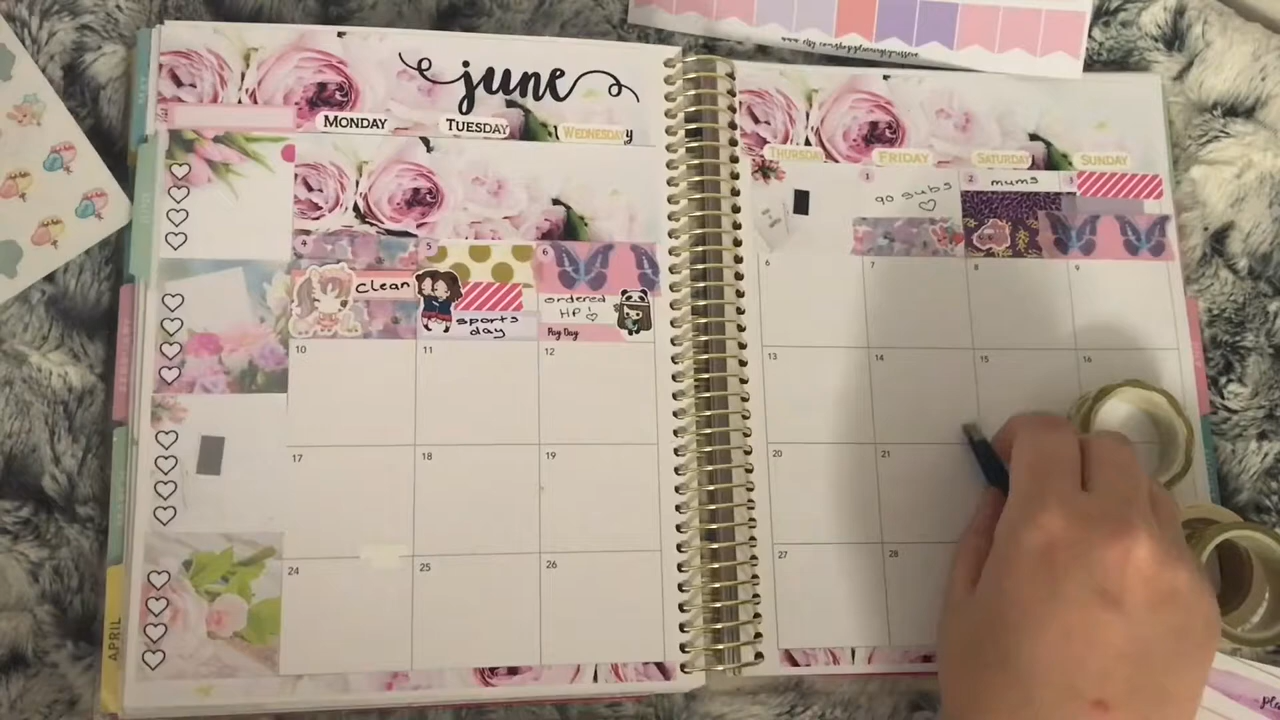 june
MONDAY TUESDAY WEDNESDAY
THURSDAY FRIDAY SATURDAY SUNDAY
1 2 3
90 subs
mums
4 5 6
clean
sports
day
ordered
HP!
Pay Day
6 7 8 9
10 11 12
13 14 15 16
17 18 19
20 21
24 25 26
27 28
APRIL
MAY